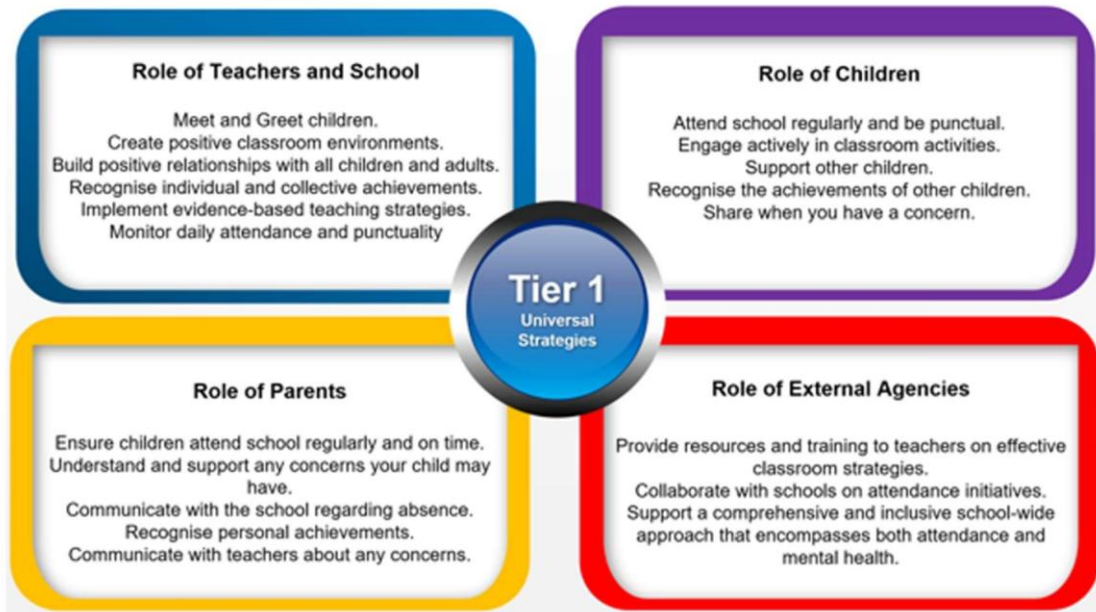 Role of Teachers and School
Meet and Greet children.
Create positive classroom environments.
Build positive relationships with all children and adults.
Recognise individual and collective achievements.
Implement evidence-based teaching strategies.
Monitor daily attendance and punctuality
Role of Children
Attend school regularly and be punctual.
Engage actively in classroom activities.
Support other children.
Recognise the achievements of other children.
Share when you have a concern.
Tier 1
Universal
Strategies
Role of Parents
Ensure children attend school regularly and on time.
Understand and support any concerns your child may
have.
Communicate with the school regarding absence.
Recognise personal achievements.
Communicate with teachers about any concerns.
Role of External Agencies
Provide resources and training to teachers on effective
classroom strategies.
Collaborate with schools on attendance initiatives.
Support a comprehensive and inclusive school-wide
approach that encompasses both attendance and
mental health.